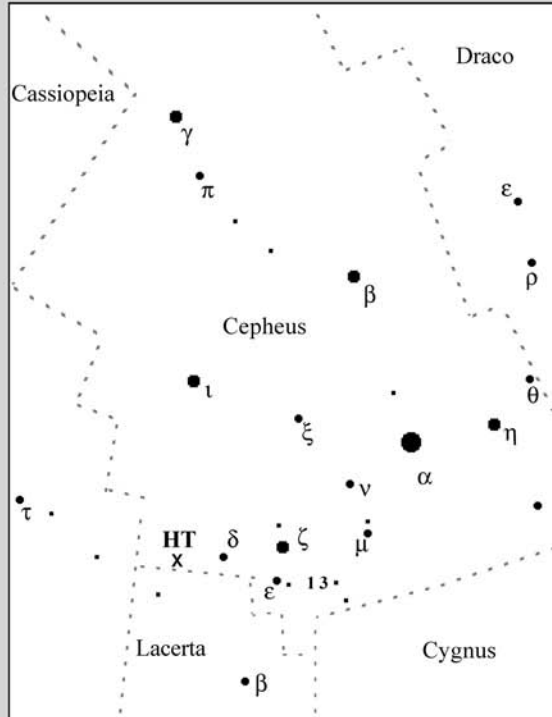 Draco
Cassiopeia
γ
π
ε
ρ
β
Cepheus
ι
θ
ξ
η
α
ν
τ
HT
x
δ
ζ
μ
ε
13
Lacerta
Cygnus
β